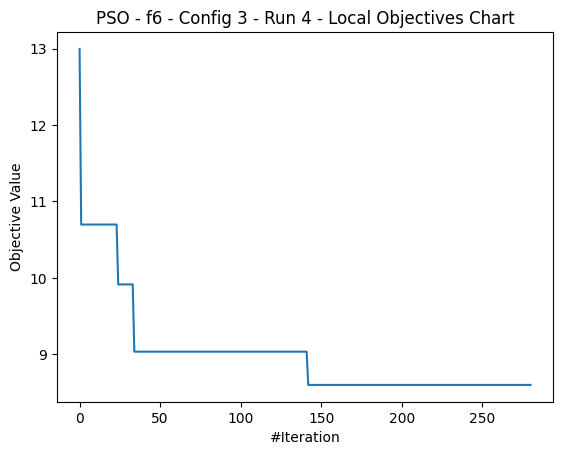 PSO - f6 - Config 3 - Run 4 - Local Objectives Chart
13
12
11
10
9
Objective Value
0 50 100 150 200 250
#Iteration